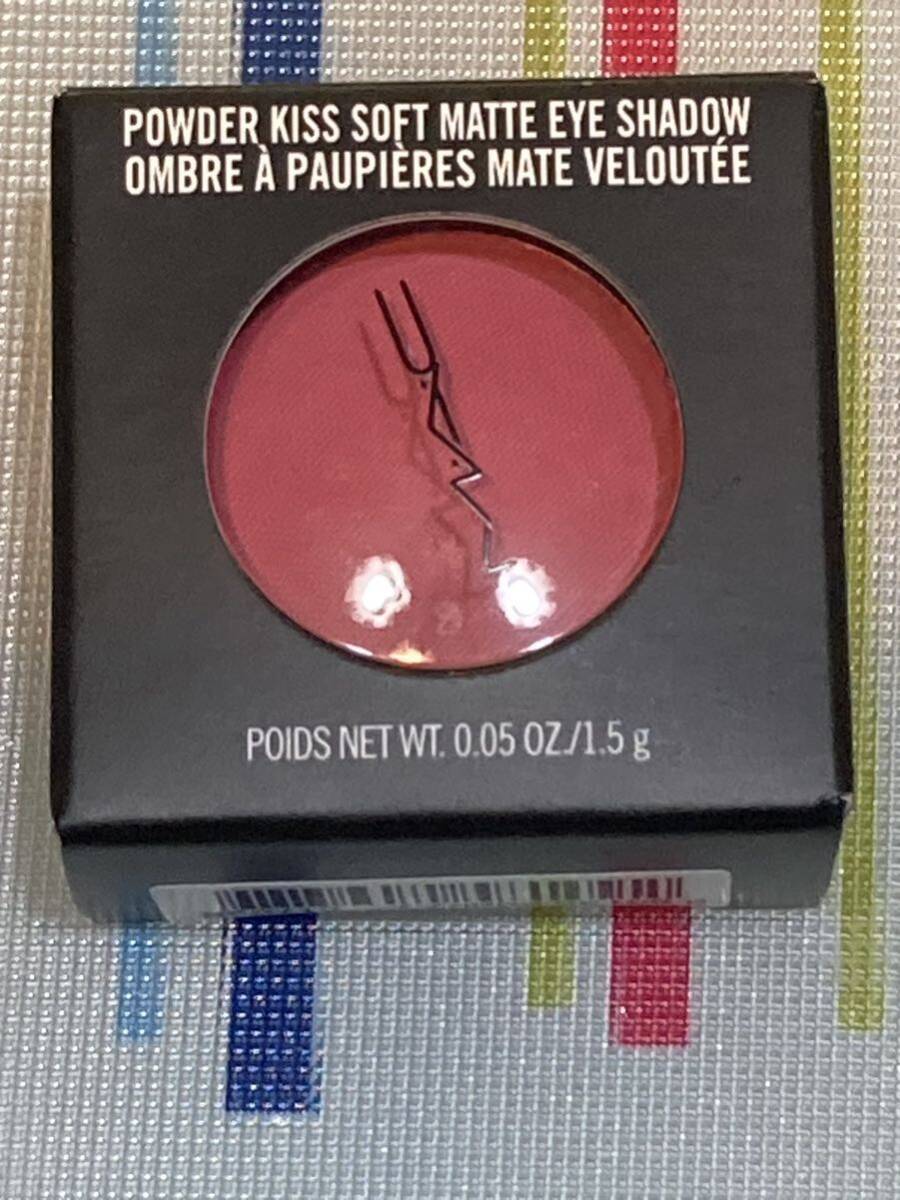 POWDER KISS SOFT MATTE EYE SHADOW
OMBRE À PAUPIÈRES MATE VELOUTÉE
POIDS NET WT. 0.05 OZ./1.5 g